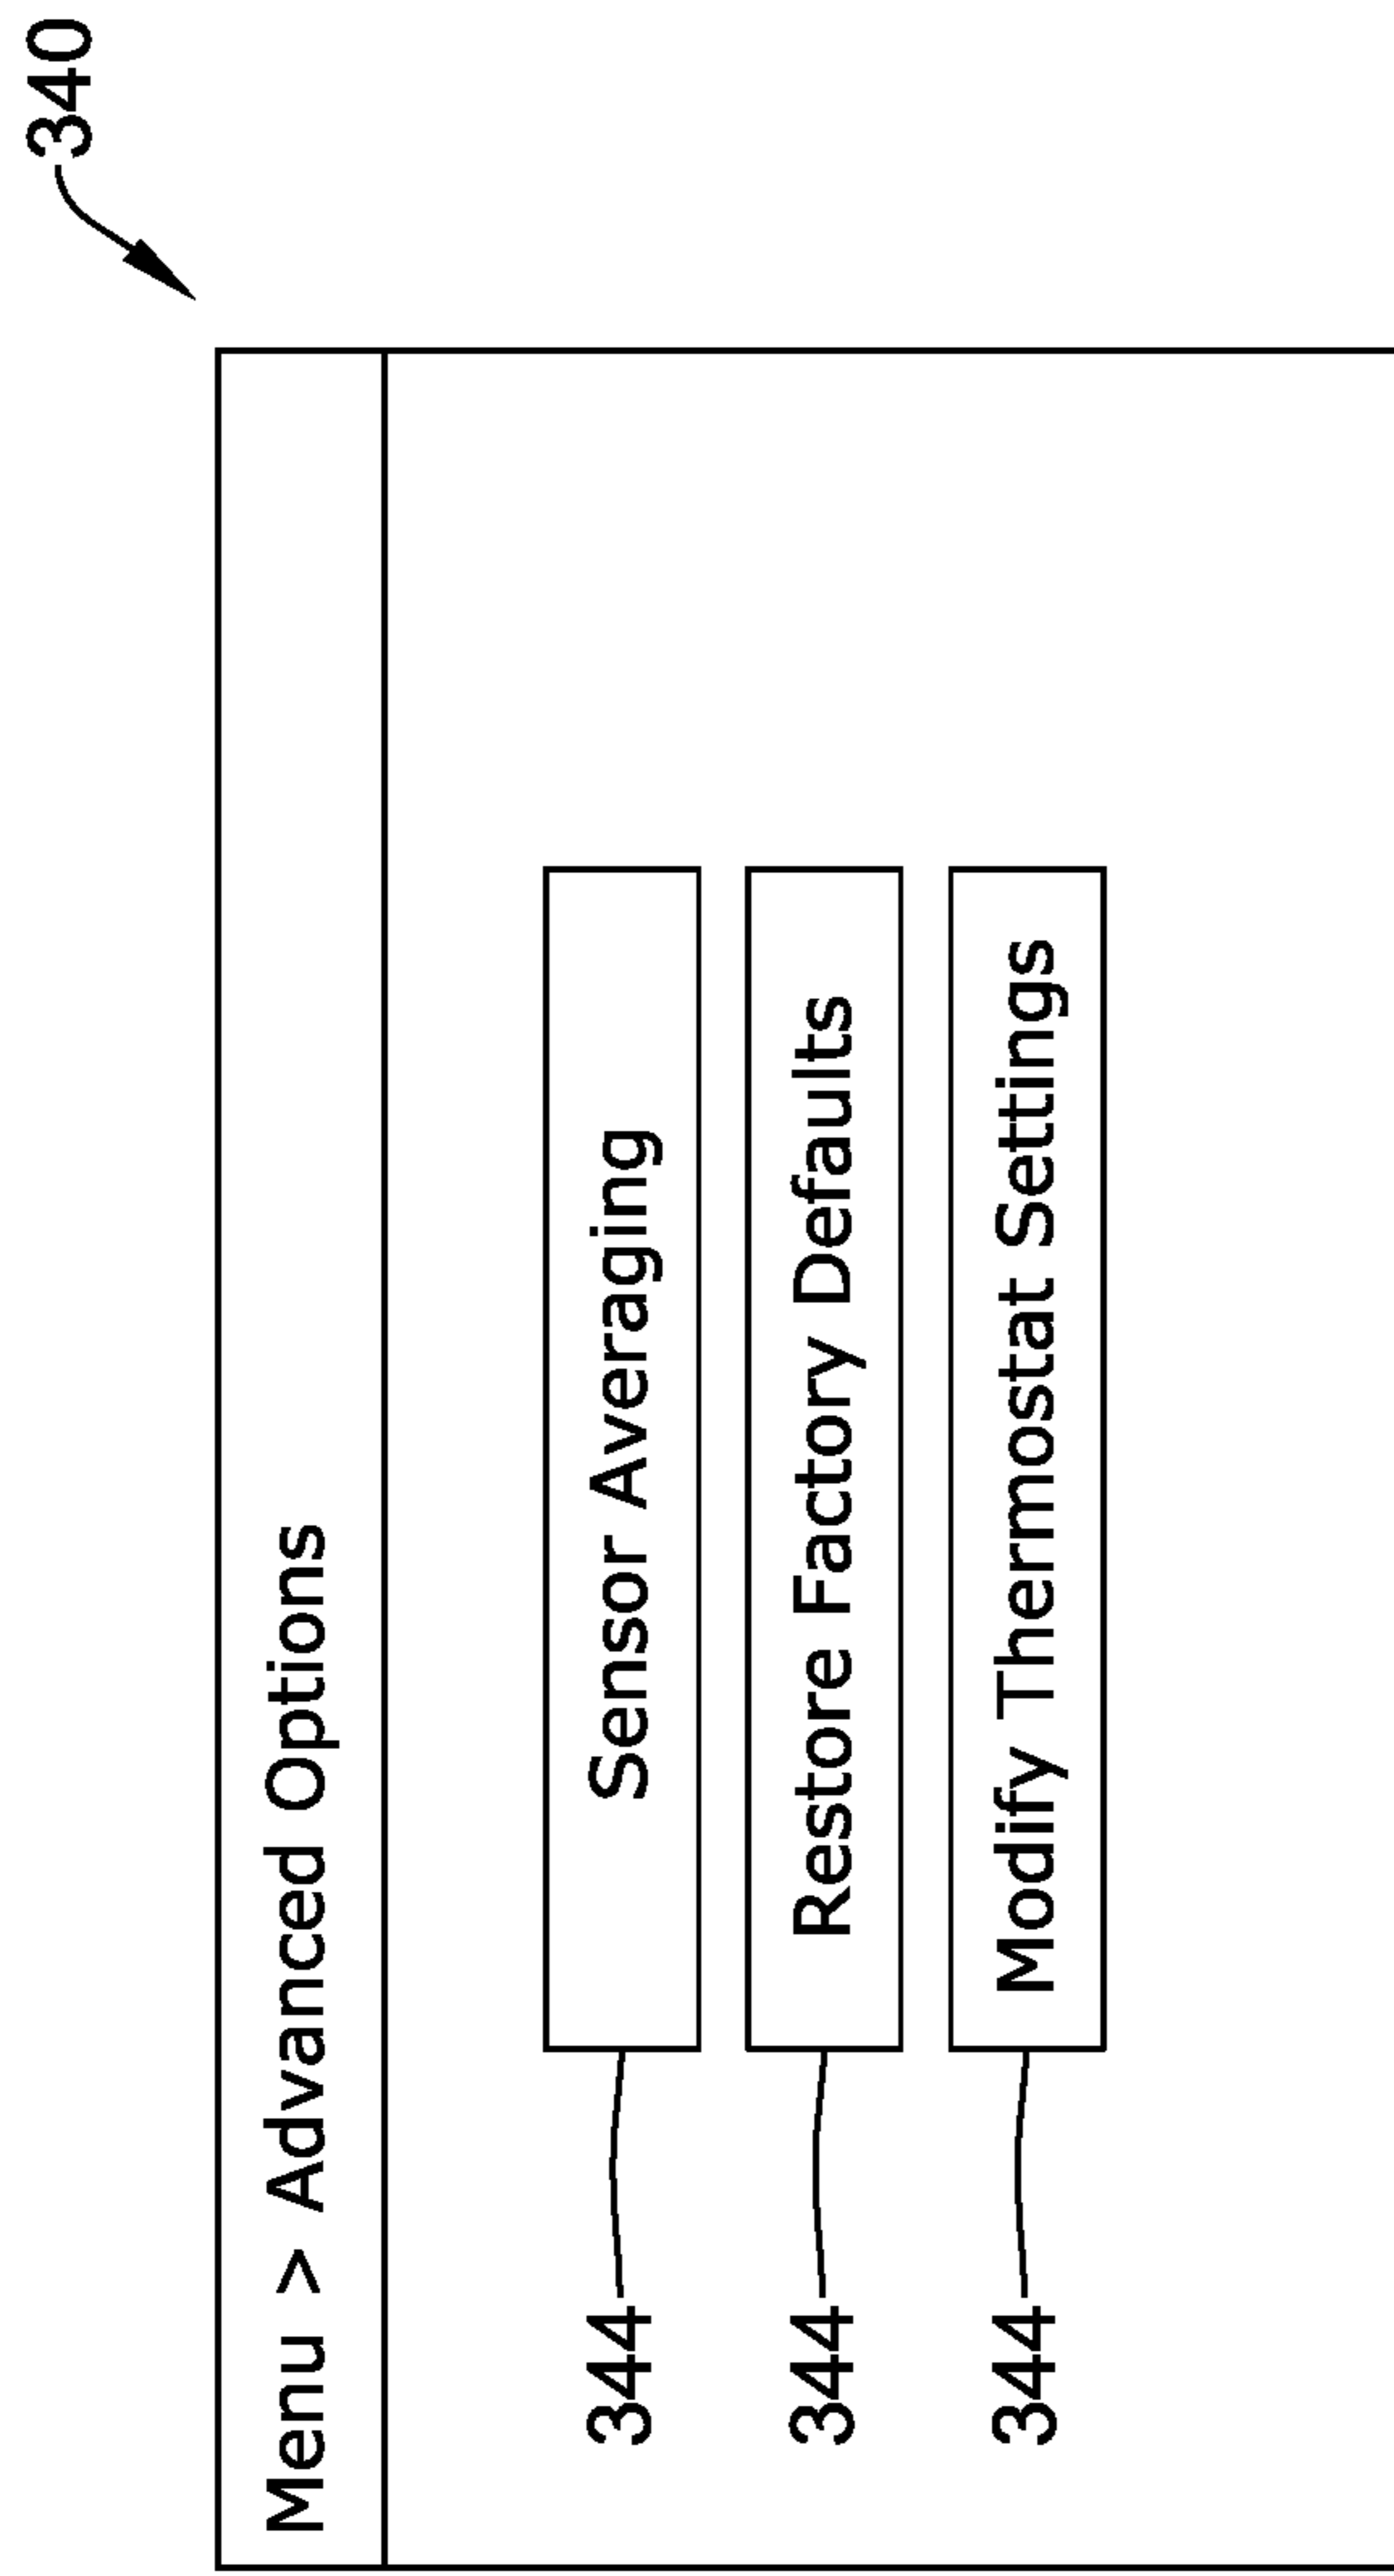 340
Menu > Advanced Options
344 Sensor Averaging
344 Restore Factory Defaults
344 Modify Thermostat Settings